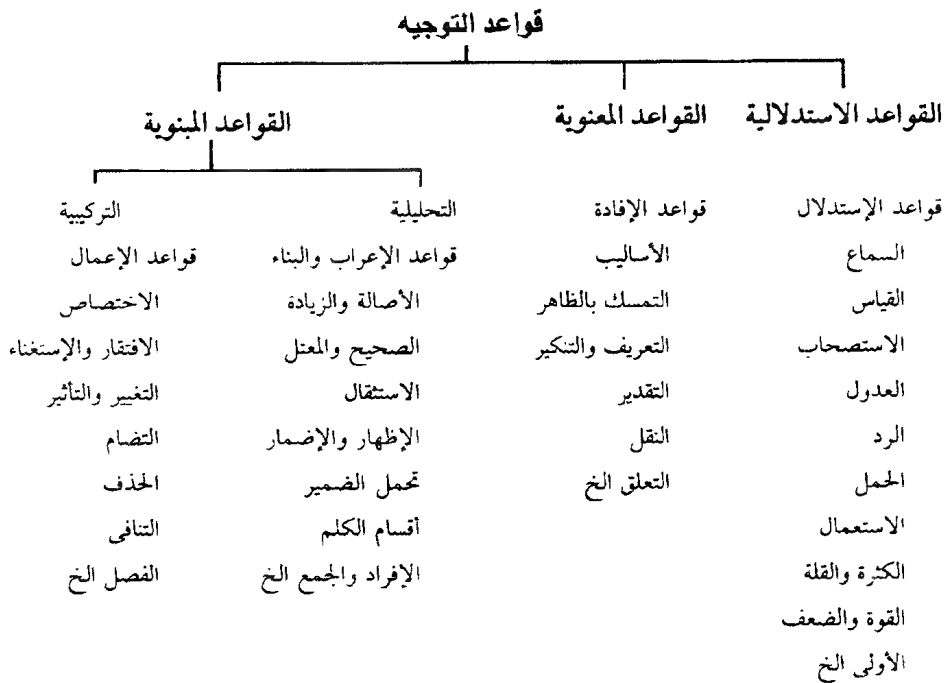 قواعد التوجيه
القواعد الاستدلالية القواعد المعنوية القواعد المبنوية
قواعد الإستدلال قواعد الإفادة التحليلية التركيبية
السماع الأساليب قواعد الإعراب والبناء قواعد الإعمال
القياس التمسك بالظاهر الأصالة والزيادة الاختصاص
الاستصحاب التعريف والتنكير الصحيح والمعتل الافتقار والإستغناء
العدول التقدير الاستثقال التغيير والتأثير
الرد النقل الإظهار والإضمار التضام
الحمل التعلق الخ تحمل الضمير الحذف
الاستعمال أقسام الكلم التنافى
الكثرة والقلة الإفراد والجمع الخ الفصل الخ
القوة والضعف
الأولى الخ